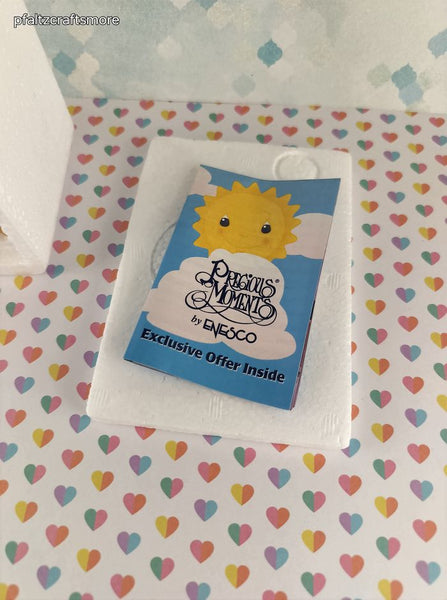 pfaltzcraftsmore
PRECIOUS®
MOMENTS
by ENESCO
Exclusive Offer Inside